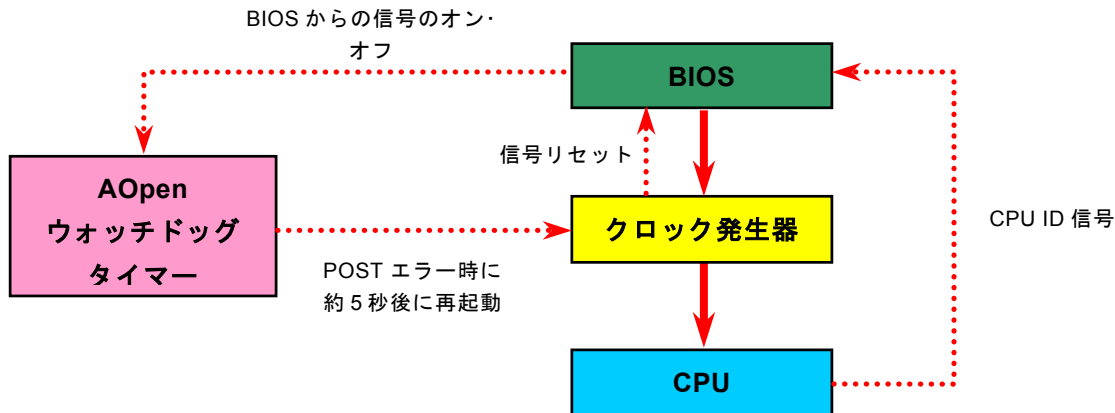 BIOS からの信号のオン･
オフ
BIOS
信号リセット
AOpen
ウォッチドッグ
タイマー
クロック発生器
CPU ID 信号
POST エラー時に
約 5 秒後に再起動
CPU